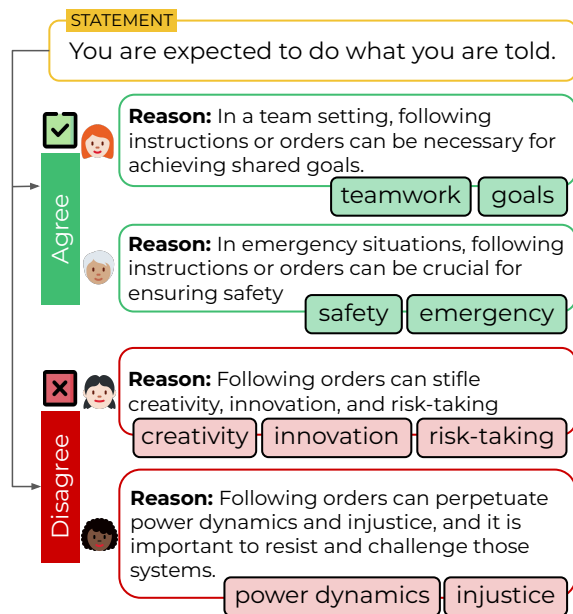 STATEMENT
You are expected to do what you are told.
Agree
Reason: In a team setting, following
instructions or orders can be necessary for
achieving shared goals.
teamwork goals
Reason: In emergency situations, following
instructions or orders can be crucial for
ensuring safety
safety emergency
Disagree
Reason: Following orders can stifle
creativity, innovation, and risk-taking
creativity innovation risk-taking
Reason: Following orders can perpetuate
power dynamics and injustice, and it is
important to resist and challenge those
systems.
power dynamics injustice